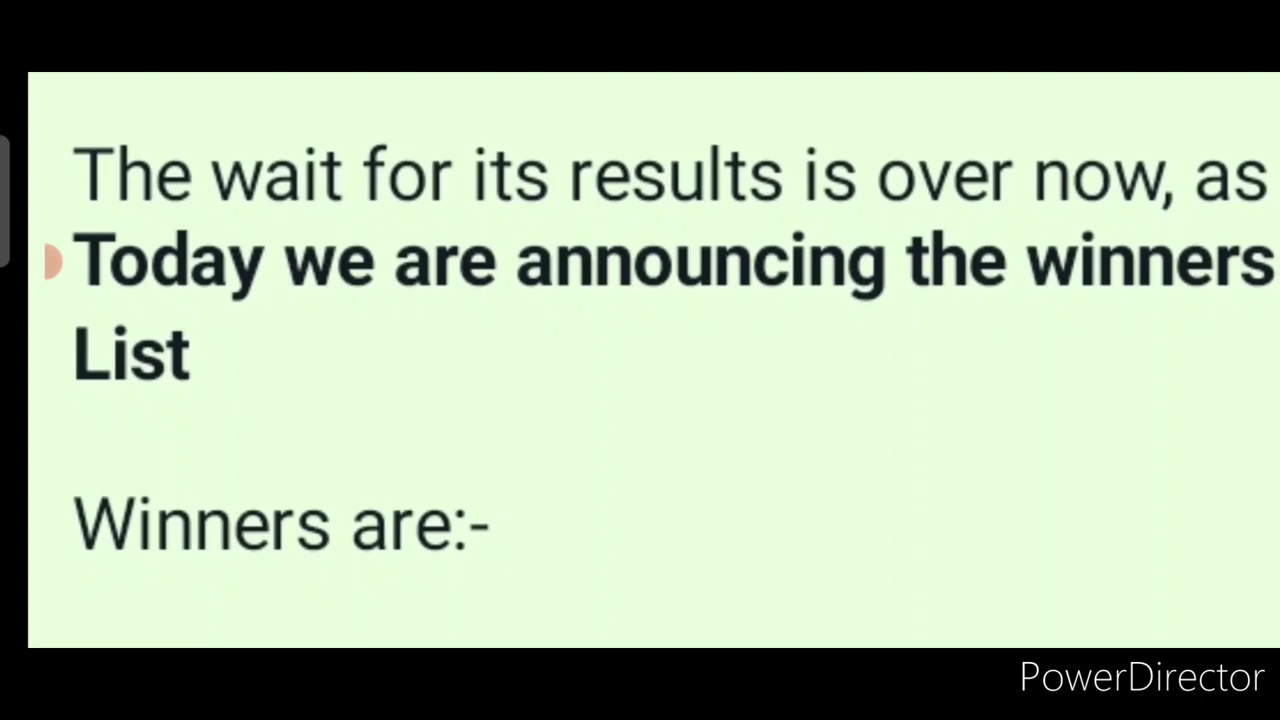 The wait for its results is over now, as
Today we are announcing the winners
List
Winners are:-
PowerDirector